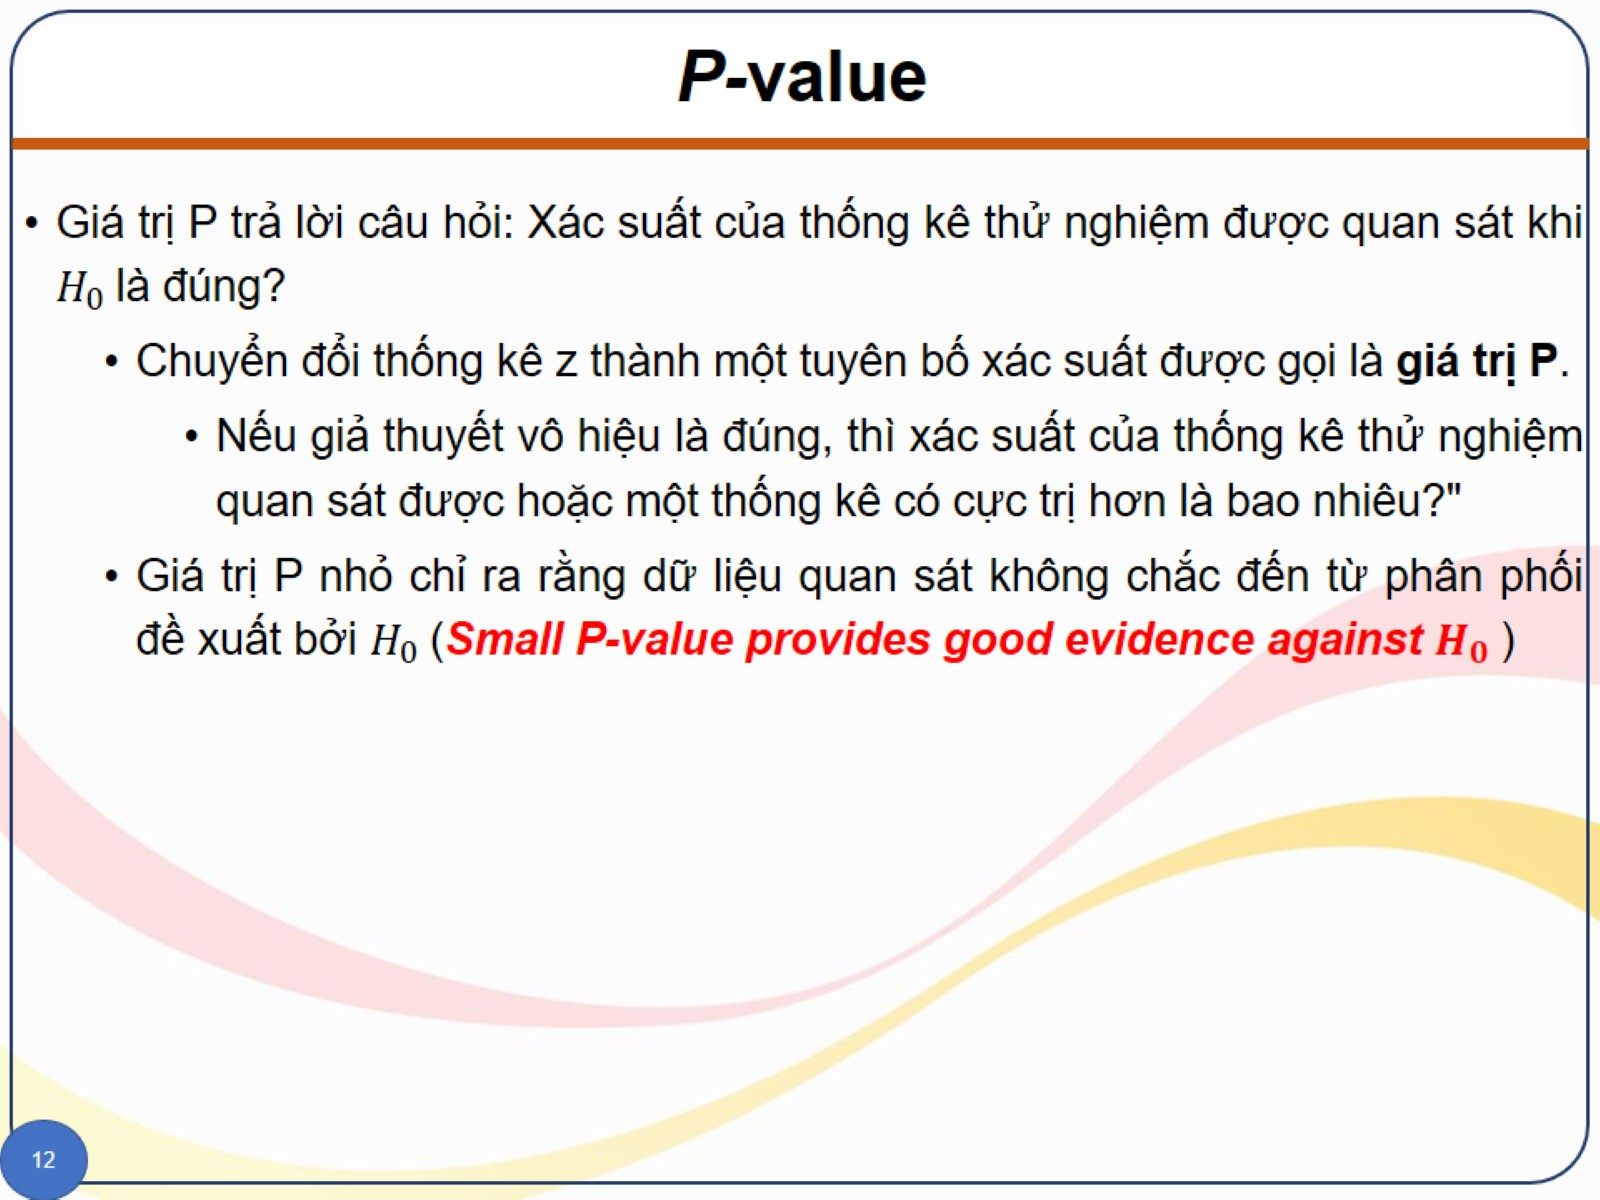 P-value
• Giá trị P trả lời câu hỏi: Xác suất của thống kê thử nghiệm được quan sát khi
H₀ là đúng?
• Chuyển đổi thống kê z thành một tuyên bố xác suất được gọi là giá trị P.
• Nếu giả thuyết vô hiệu là đúng, thì xác suất của thống kê thử nghiệm
quan sát được hoặc một thống kê có cực trị hơn là bao nhiêu?"
• Giá trị P nhỏ chỉ ra rằng dữ liệu quan sát không chắc đến từ phân phối
đề xuất bởi H₀ (Small P-value provides good evidence against H₀ )
12